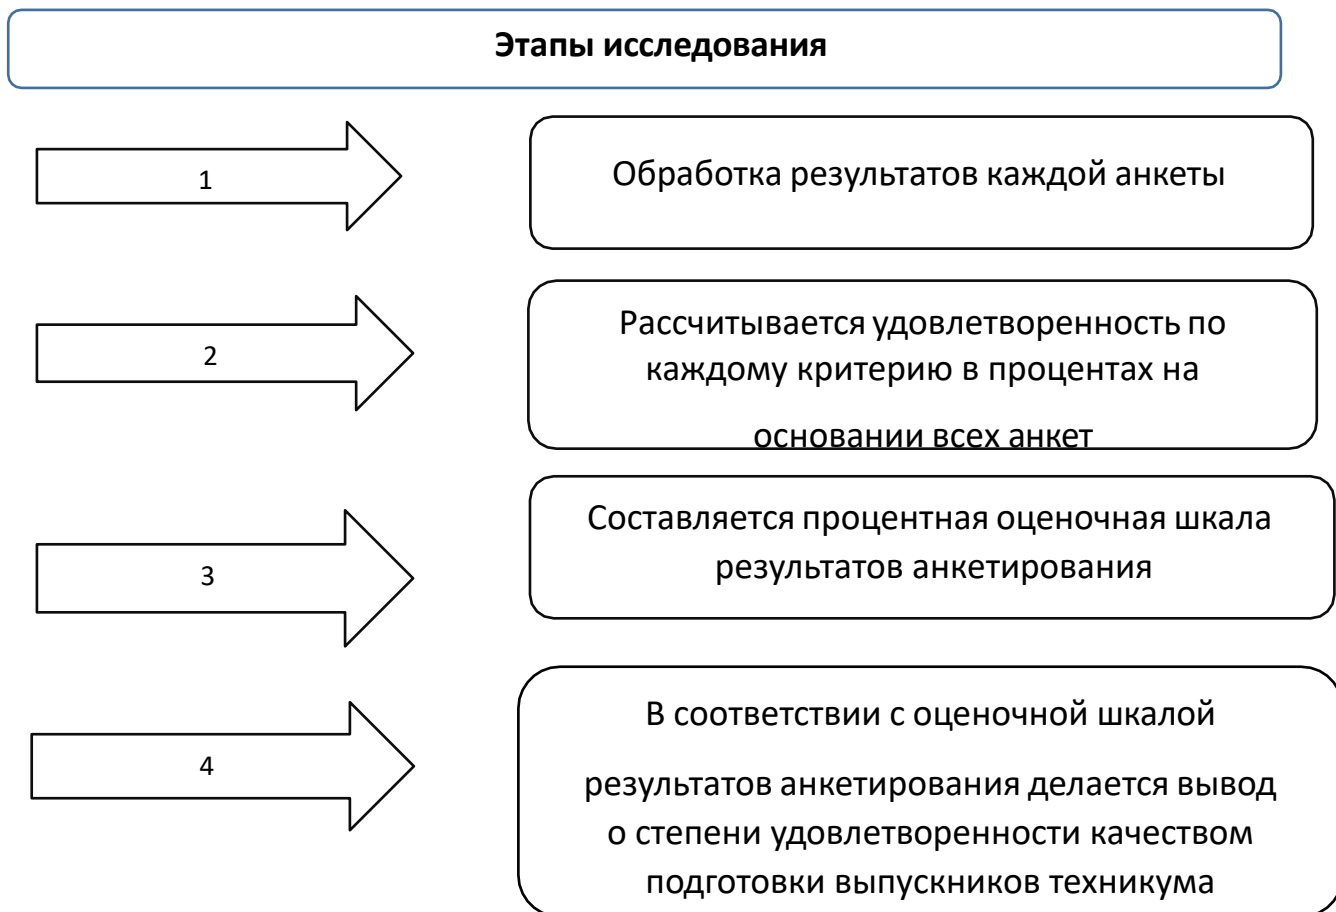 Этапы исследования
1
Обработка результатов каждой анкеты
2
Рассчитывается удовлетворенность по
каждому критерию в процентах на
основании всех анкет
3
Составляется процентная оценочная шкала
результатов анкетирования
4
В соответствии с оценочной шкалой
результатов анкетирования делается вывод
о степени удовлетворенности качеством
подготовки выпускников техникума